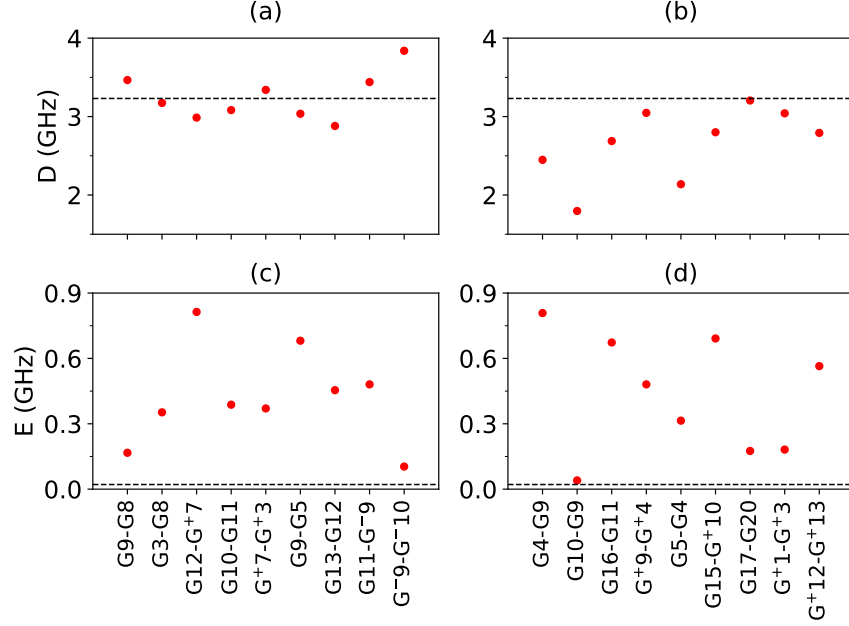 (a)
(b)
D (GHz)
4
3
2
4
3
2
(c)
(d)
E (GHz)
0.9
0.6
0.3
0.0
0.9
0.6
0.3
0.0
G9-G8
G3-G8
G12-G⁺7
G10-G11
G⁺7-G⁺3
G9-G5
G13-G12
G11-G⁻9
G⁻9-G⁻10
G4-G9
G10-G9
G16-G11
G⁺9-G⁺4
G5-G4
G15-G⁺10
G17-G20
G⁺1-G⁺3
G⁺12-G⁺13